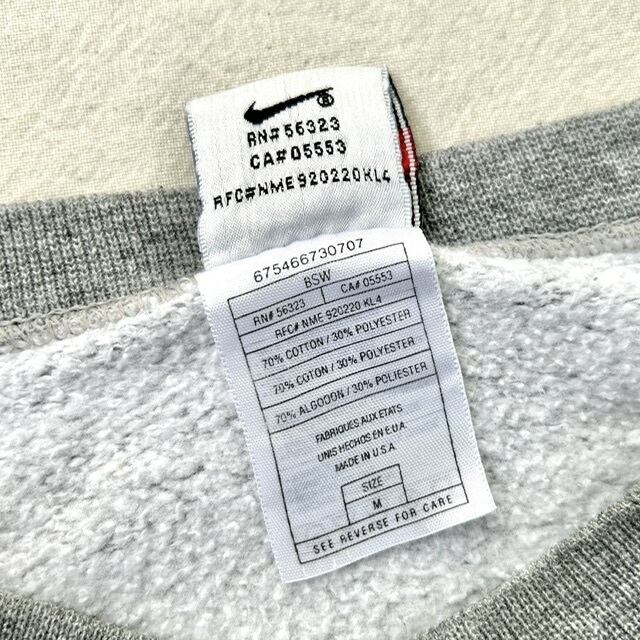 RN# 56323
CA# 05553
RFC# NME 920220 KL4
675466730707
BSW
RN# 56323 CA# 05553
RFC# NME 920220 KL4
70% COTTON / 30% POLYESTER
70% COTON / 30% POLYESTER
70% ALGODON / 30% POLIESTER
FABRIQUES AUX ETATS
UNIS HECHOS EN E.U.A.
MADE IN U.S.A.
SIZE
M
SEE REVERSE FOR CARE